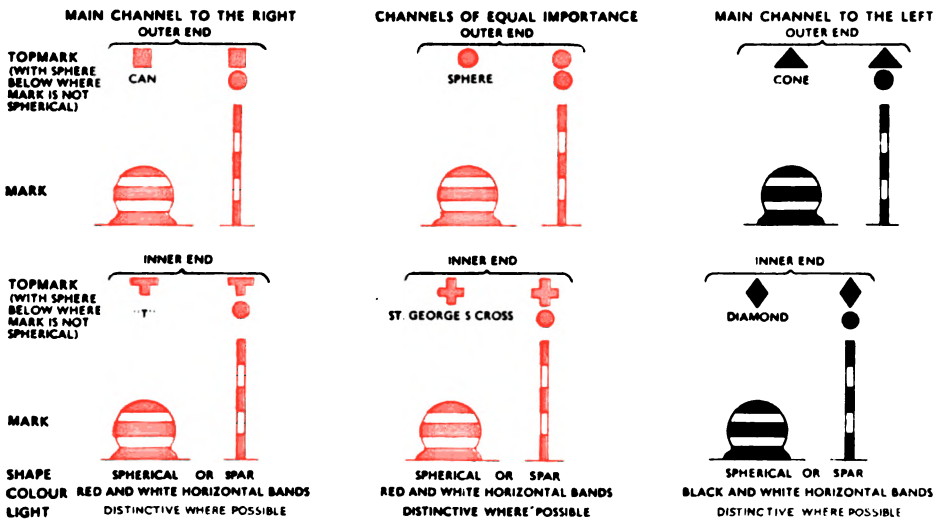 MAIN CHANNEL TO THE RIGHT
OUTER END
CHANNELS OF EQUAL IMPORTANCE
OUTER END
MAIN CHANNEL TO THE LEFT
OUTER END
TOPMARK
(WITH SPHERE
BELOW WHERE
MARK IS NOT
SPHERICAL)
CAN
SPHERE
CONE
MARK
INNER END
INNER END
INNER END
TOPMARK
(WITH SPHERE
BELOW WHERE
MARK IS NOT
SPHERICAL)
"T"
ST. GEORGE S CROSS
DIAMOND
MARK
SHAPE SPHERICAL OR SPAR SPHERICAL OR SPAR SPHERICAL OR SPAR
COLOUR RED AND WHITE HORIZONTAL BANDS RED AND WHITE HORIZONTAL BANDS BLACK AND WHITE HORIZONTAL BANDS
LIGHT DISTINCTIVE WHERE POSSIBLE DISTINCTIVE WHERE POSSIBLE DISTINCTIVE WHERE POSSIBLE